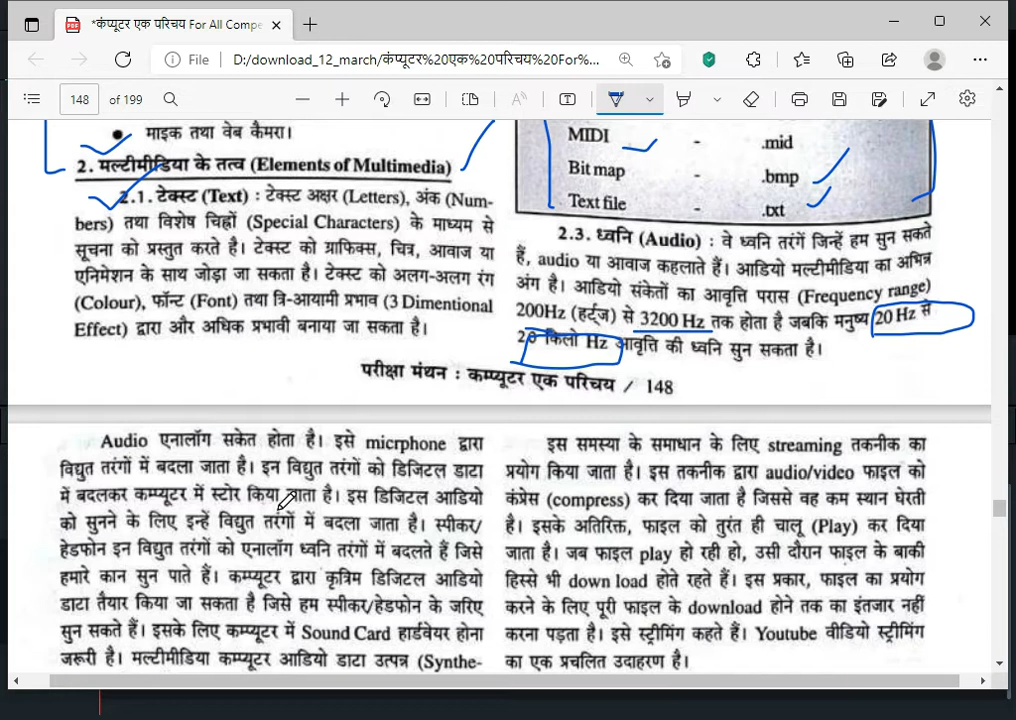 *कंप्यूटर एक परिचय For All Compe
File
D:/download_12_march/कंप्यूटर%20एक%20परिचय%20For%...
148 of 199
माइक तथा वेब कैमरा।
2. मल्टीमीडिया के तत्व (Elements of Multimedia)
2.1. टेक्स्ट (Text) : टेक्स्ट अक्षर (Letters), अंक (Num-
bers) तथा विशेष चिह्नों (Special Characters) के माध्यम से
सूचना को प्रस्तुत करते है। टेक्स्ट को ग्राफिक्स, चित्र, आवाज या
एनिमेशन के साथ जोड़ा जा सकता है। टेक्स्ट को अलग-अलग रंग
(Colour), फॉन्ट (Font) तथा त्रि-आयामी प्रभाव (3 Dimentional
Effect) द्वारा और अधिक प्रभावी बनाया जा सकता है।
MIDI - .mid
Bit map - .bmp
Text file - .txt
2.3. ध्वनि (Audio) : वे ध्वनि तरंगें जिन्हें हम सुन सकते
हैं, audio या आवाज कहलाते हैं। आडियो मल्टीमीडिया का अभिन्न
अंग है। आडियो संकेतों का आवृत्ति परास (Frequency range)
200Hz (हर्ट्ज) से 3200 Hz तक होता है जबकि मनुष्य 20 Hz से
20 किलो Hz आवृत्ति की ध्वनि सुन सकता है।
परीक्षा मंथन : कम्प्यूटर एक परिचय / 148
Audio एनालॉग सकेत होता है। इसे micrphone द्वारा
विद्युत तरंगों में बदला जाता है। इन विद्युत तरंगों को डिजिटल डाटा
में बदलकर कम्प्यूटर में स्टोर किया जाता है। इस डिजिटल आडियो
को सुनने के लिए इन्हें विद्युत तरंगों में बदला जाता है। स्पीकर/
हेडफोन इन विद्युत तरंगों को एनालॉग ध्वनि तरंगों में बदलते हैं जिसे
हमारे कान सुन पाते हैं। कम्प्यूटर द्वारा कृत्रिम डिजिटल आडियो
डाटा तैयार किया जा सकता है जिसे हम स्पीकर/हेडफोन के जरिए
सुन सकते हैं। इसके लिए कम्प्यूटर में Sound Card हार्डवेयर होना
जरूरी है। मल्टीमीडिया कम्प्यूटर आडियो डाटा उत्पन्न (Synthe-
इस समस्या के समाधान के लिए streaming तकनीक का
प्रयोग किया जाता है। इस तकनीक द्वारा audio/video फाइल को
कंप्रेस (compress) कर दिया जाता है जिससे वह कम स्थान घेरती
है। इसके अतिरिक्त, फाइल को तुरंत ही चालू (Play) कर दिया
जाता है। जब फाइल play हो रही हो, उसी दौरान फाइल के बाकी
हिस्से भी down load होते रहते हैं। इस प्रकार, फाइल का प्रयोग
करने के लिए पूरी फाइल के download होने तक का इंतजार नहीं
करना पड़ता है। इसे स्ट्रीमिंग कहते हैं। Youtube वीडियो स्ट्रीमिंग
का एक प्रचलित उदाहरण है।